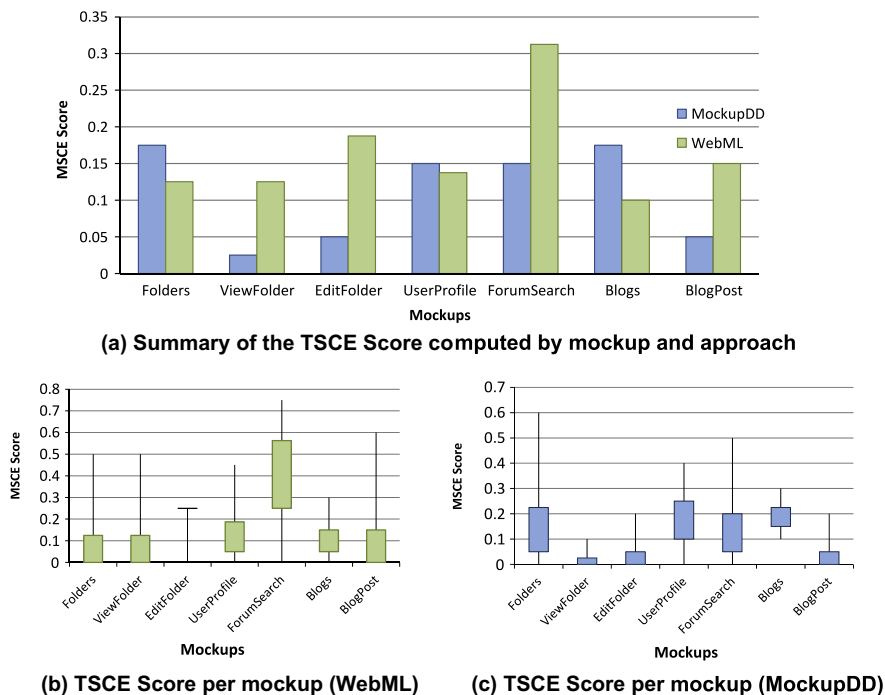 0.35
0.3
0.25
0.2
0.15
0.1
0.05
0
MSCE Score
MockupDD
WebML
Folders ViewFolder EditFolder UserProfile ForumSearch Blogs BlogPost
Mockups
(a) Summary of the TSCE Score computed by mockup and approach
0.8
0.7
0.6
0.5
0.4
0.3
0.2
0.1
0
MSCE Score
Folders ViewFolder EditFolder UserProfile ForumSearch Blogs BlogPost
Mockups
(b) TSCE Score per mockup (WebML)
0.7
0.6
0.5
0.4
0.3
0.2
0.1
0
MSCE Score
Folders ViewFolder EditFolder UserProfile ForumSearch Blogs BlogPost
Mockups
(c) TSCE Score per mockup (MockupDD)